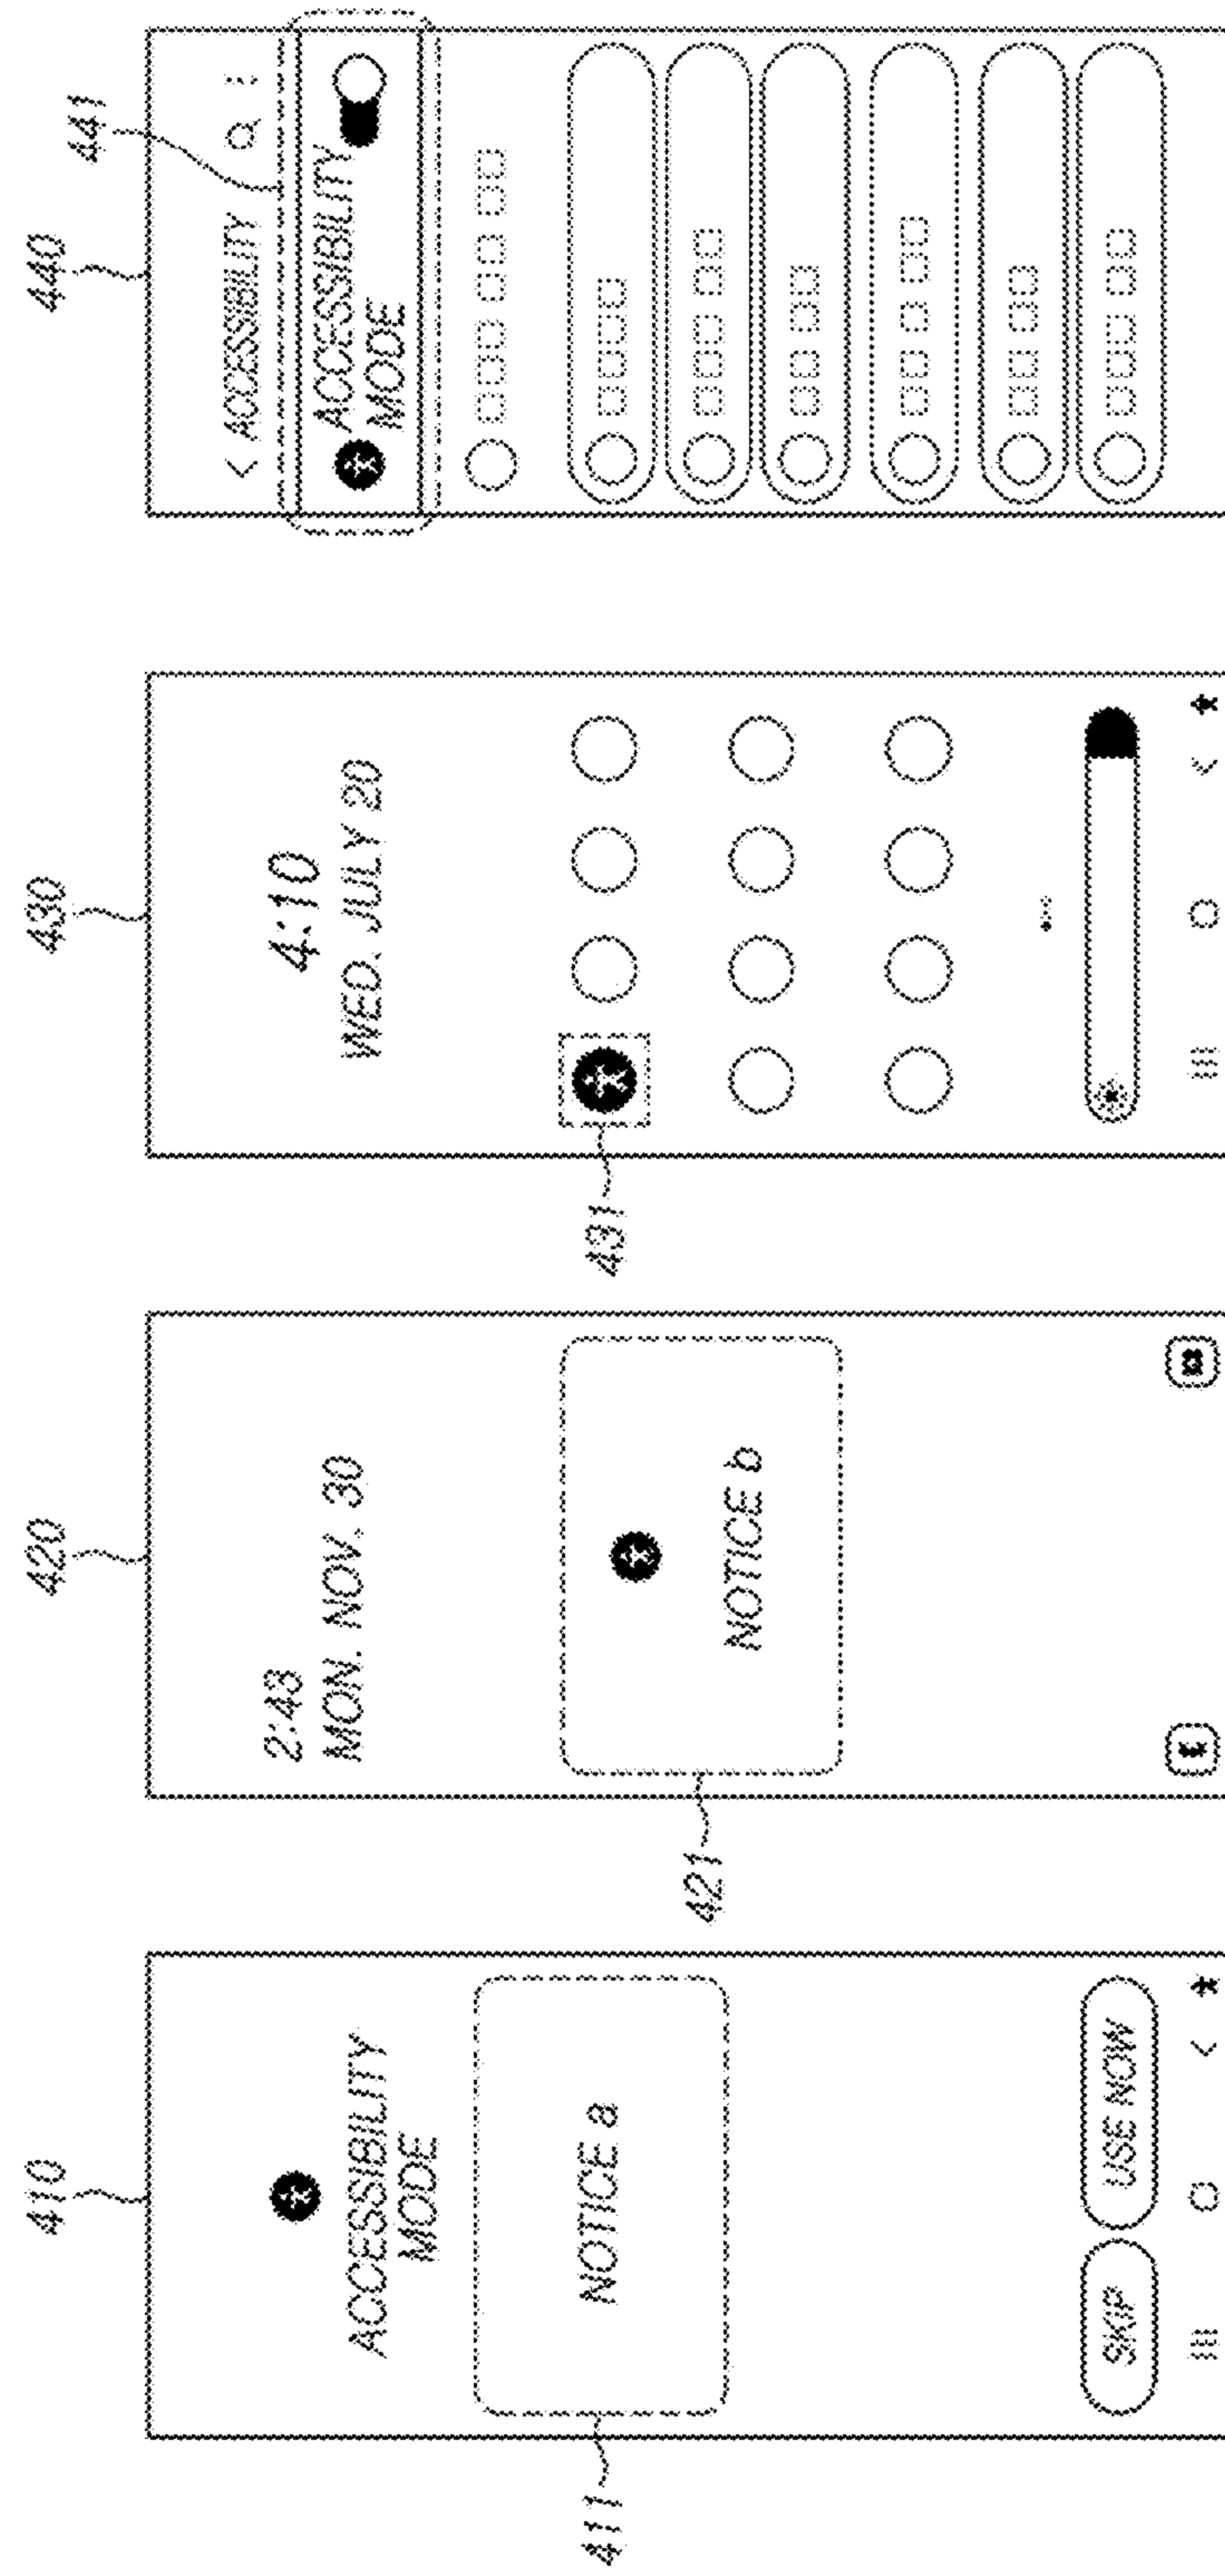 410
ACCESSIBILITY
MODE
411
NOTICE a
SKIP
USE NOW
420
2:48
MON. NOV. 30
421
NOTICE b
430
4:10
WED. JULY 20
431
440
441
< ACCESSIBILITY
ACCESSIBILITY
MODE